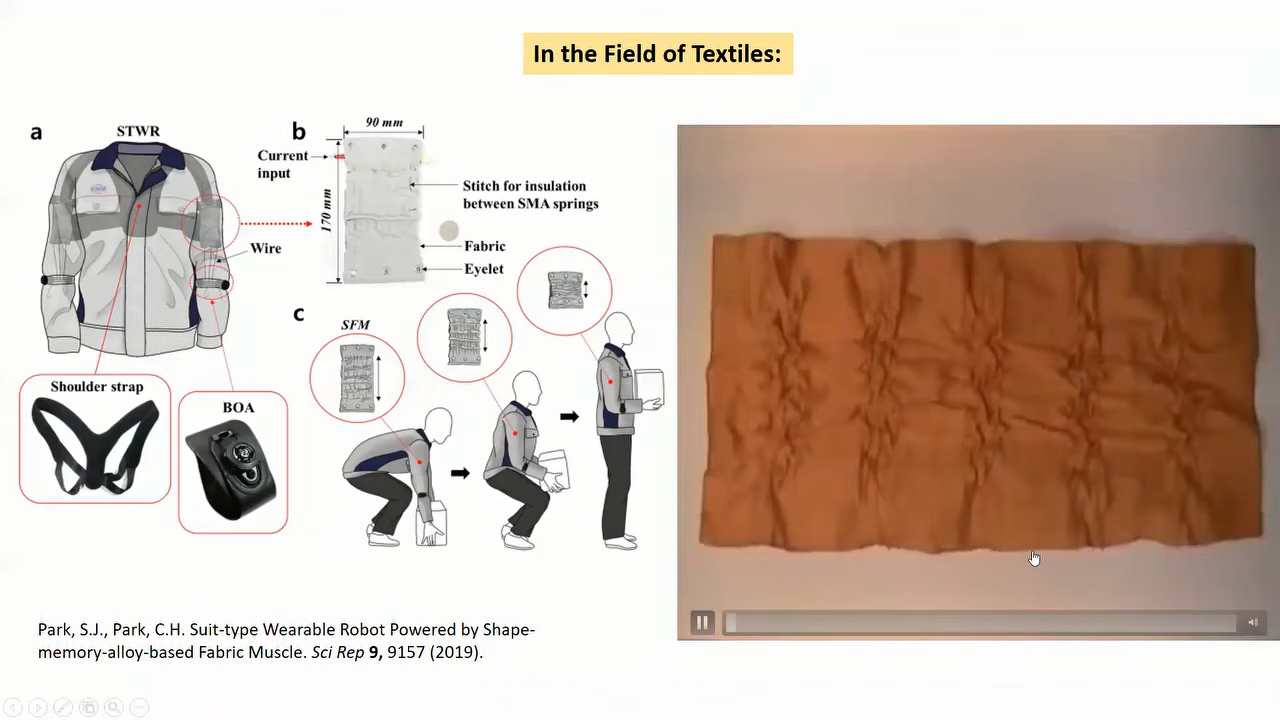 In the Field of Textiles:
a
STWR
Wire
Shoulder strap
BOA
b
90 mm
170 mm
Current
input
Stitch for insulation
between SMA springs
Fabric
Eyelet
c
SFM
Park, S.J., Park, C.H. Suit-type Wearable Robot Powered by Shape-
memory-alloy-based Fabric Muscle. Sci Rep 9, 9157 (2019).